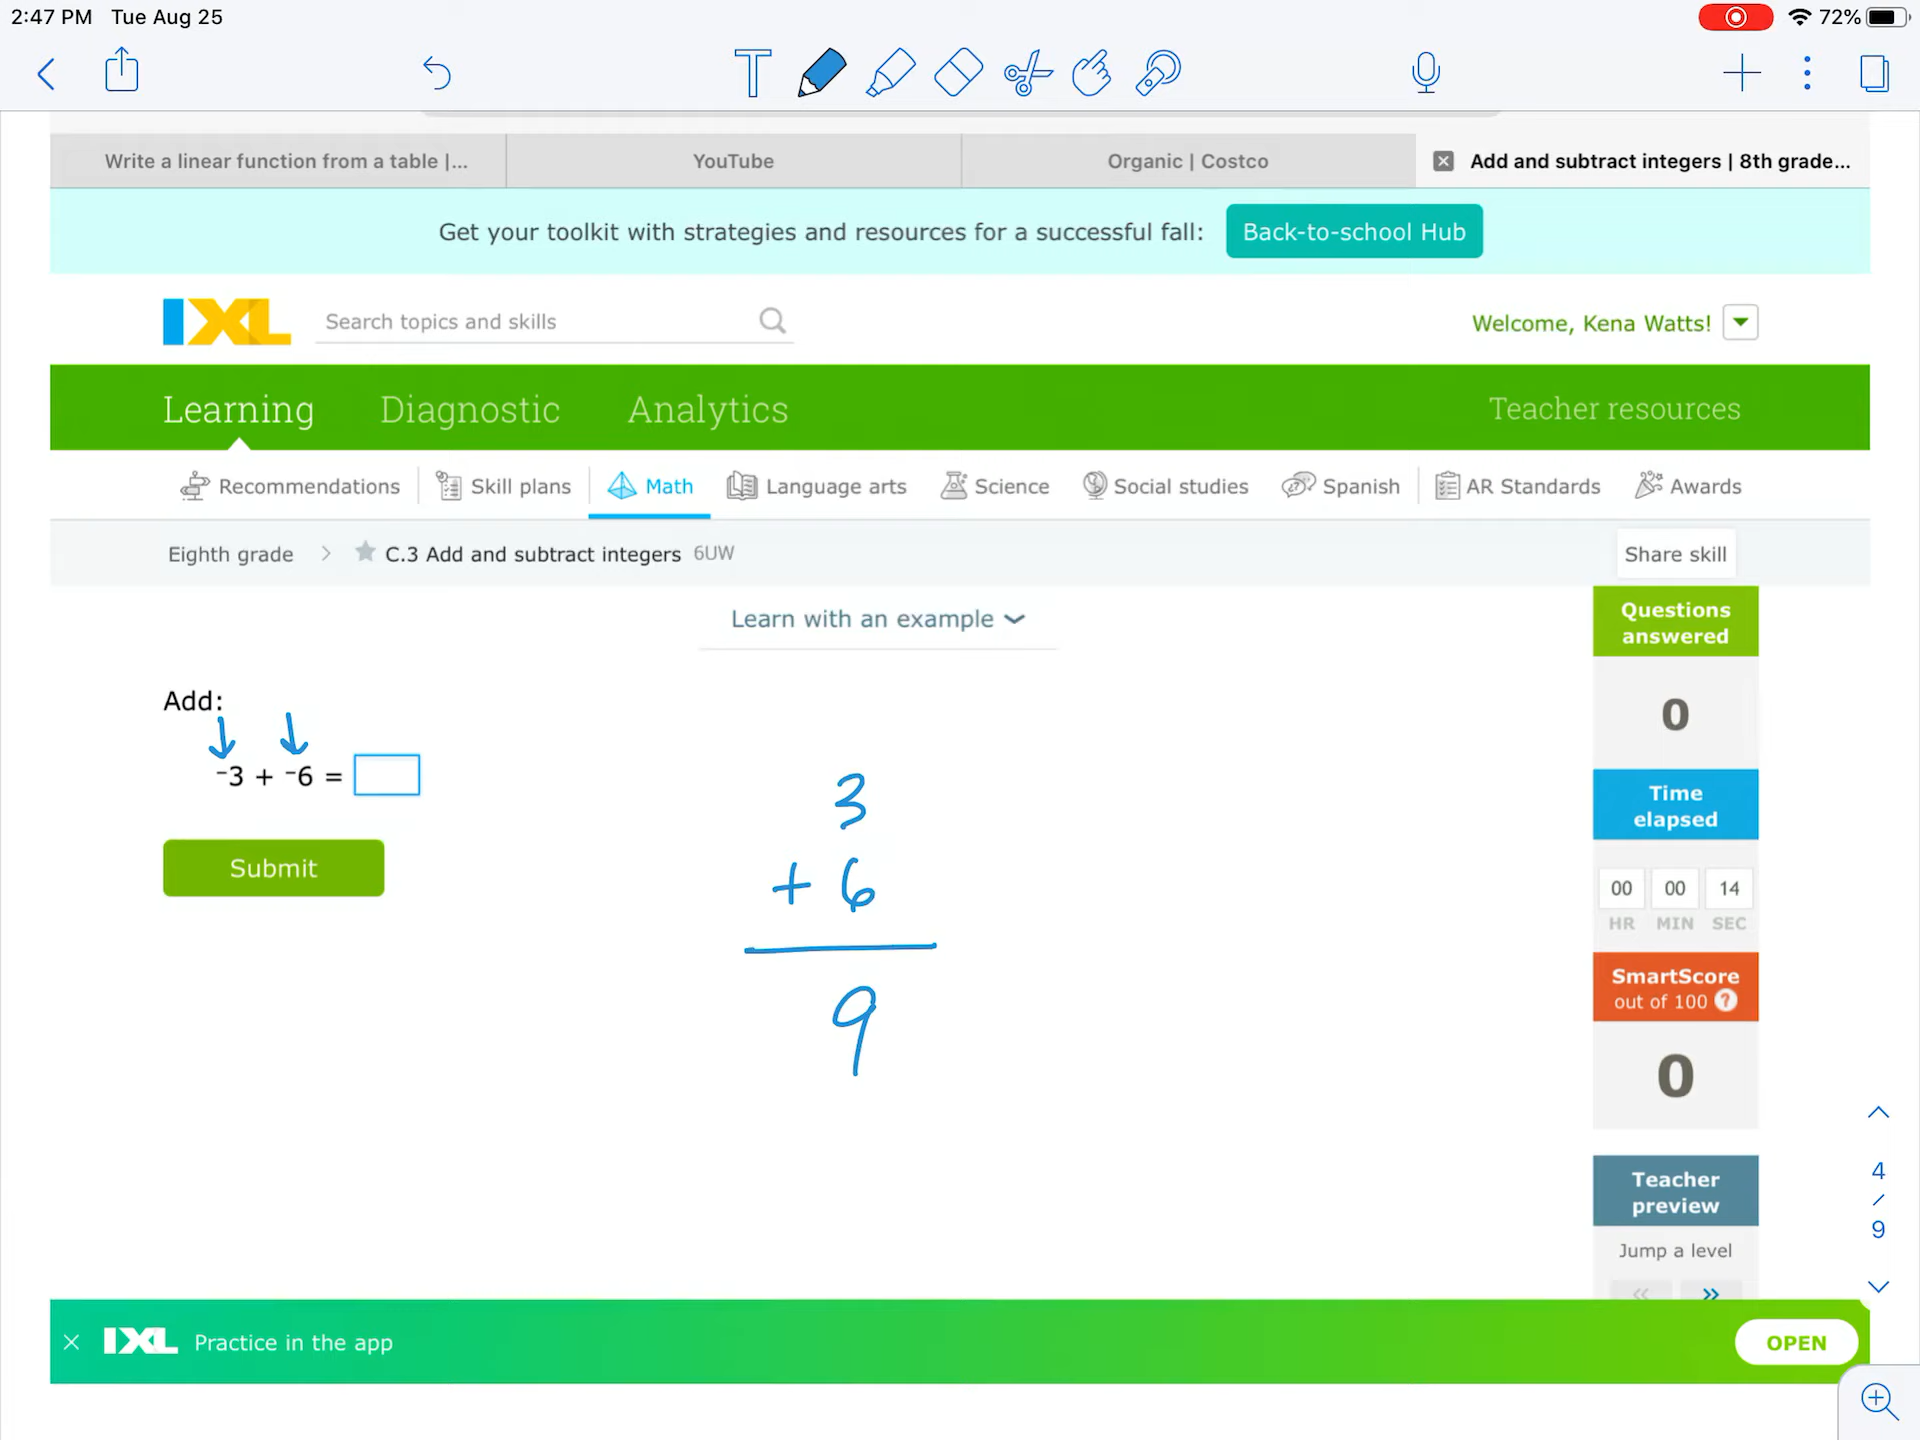 2:47 PM Tue Aug 25
72%
T
Write a linear function from a table |...
YouTube
Organic | Costco
Add and subtract integers | 8th grade...
Get your toolkit with strategies and resources for a successful fall: Back-to-school Hub
IXL
Search topics and skills
Welcome, Kena Watts!
Learning
Diagnostic
Analytics
Teacher resources
Recommendations
Skill plans
Math
Language arts
Science
Social studies
Spanish
AR Standards
Awards
Eighth grade > C.3 Add and subtract integers 6UW
Share skill
Learn with an example
Questions
answered
0
Add:
⁻3 + ⁻6 =
Submit
3
+ 6
9
Time
elapsed
00 00 14
HR MIN SEC
SmartScore
out of 100 ?
0
Teacher
preview
Jump a level
<< >>
4
/
9
× IXL Practice in the app
OPEN